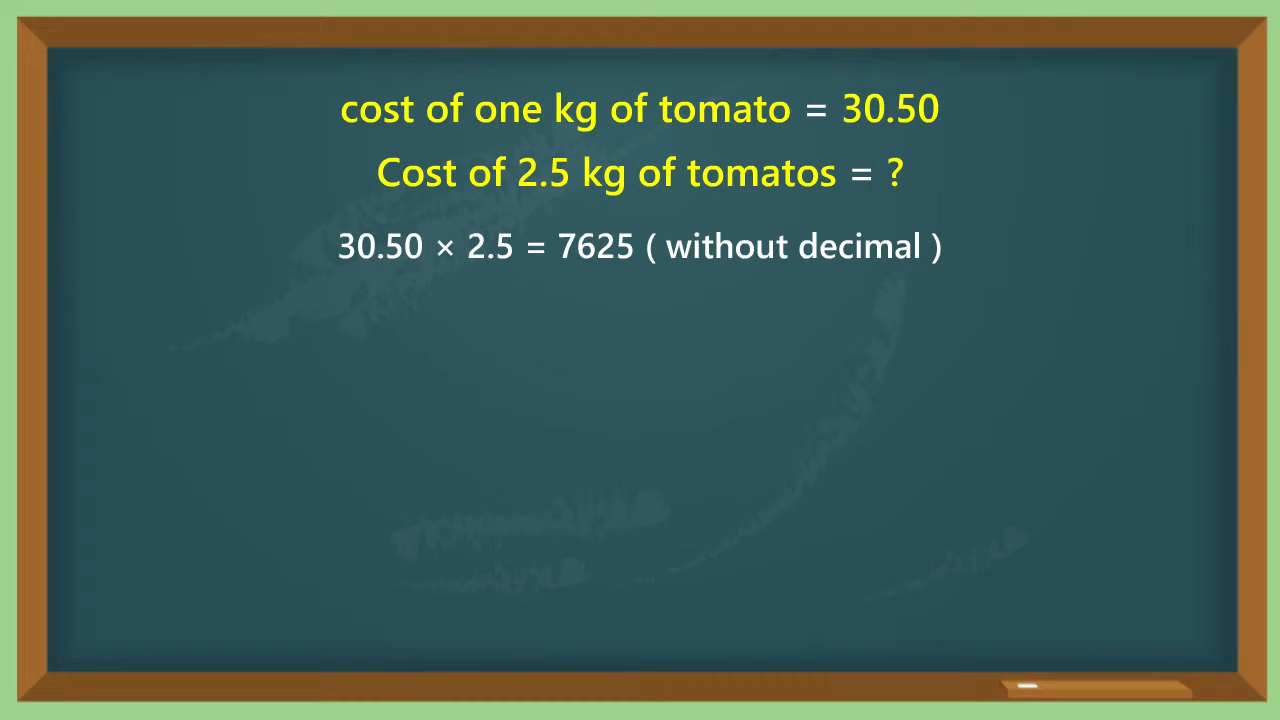 cost of one kg of tomato = 30.50
Cost of 2.5 kg of tomatos = ?
30.50 × 2.5 = 7625 ( without decimal )